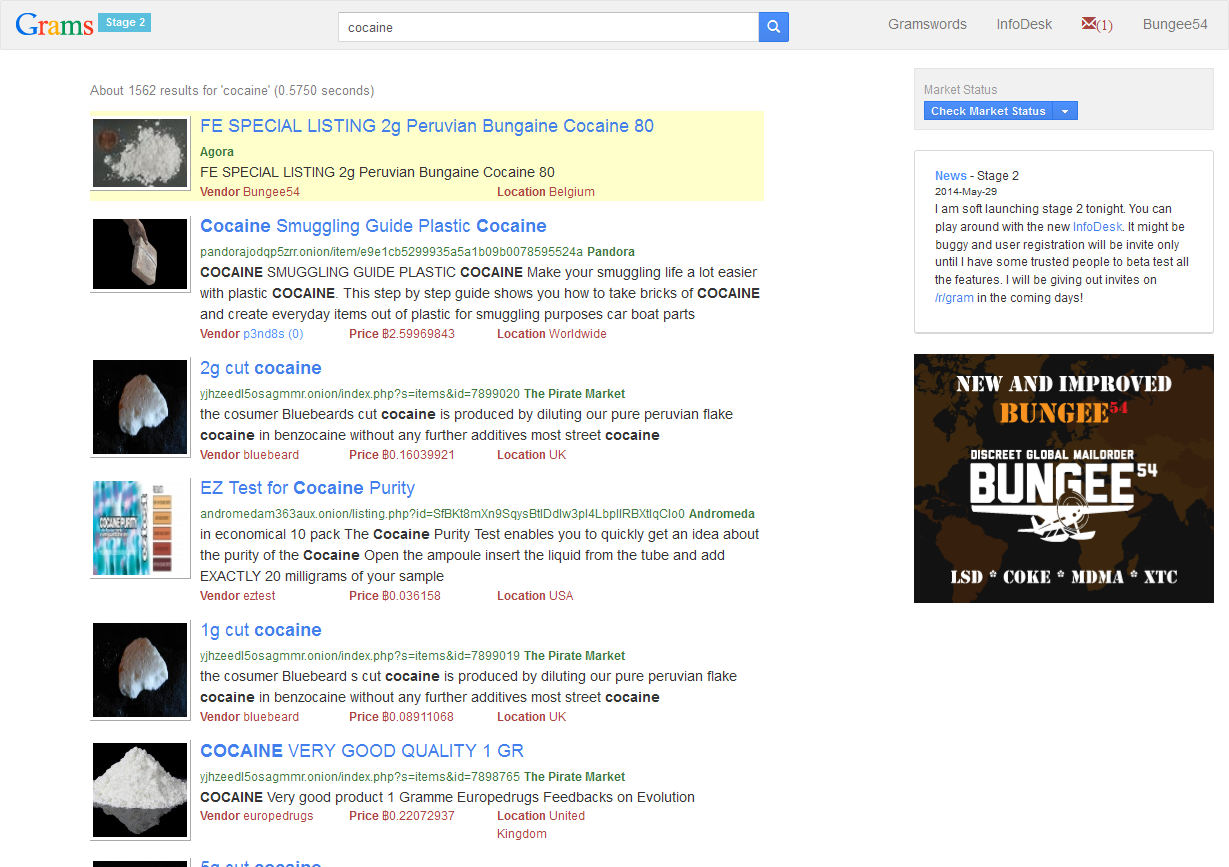 Grams Stage 2
cocaine
Gramswords InfoDesk (1) Bungee54
About 1562 results for 'cocaine' (0.5750 seconds)
FE SPECIAL LISTING 2g Peruvian Bungaine Cocaine 80
Agora
FE SPECIAL LISTING 2g Peruvian Bungaine Cocaine 80
Vendor Bungee54 Location Belgium
Cocaine Smuggling Guide Plastic Cocaine
pandorajodqp5zrr.onion/item/e9e1cb5299935a5a1b09b0078595524a Pandora
COCAINE SMUGGLING GUIDE PLASTIC COCAINE Make your smuggling life a lot easier
with plastic COCAINE. This step by step guide shows you how to take bricks of COCAINE
and create everyday items out of plastic for smuggling purposes car boat parts
Vendor p3nd8s (0) Price ฿2.59969843 Location Worldwide
2g cut cocaine
yjhzeedl5osagmmr.onion/index.php?s=items&id=7899020 The Pirate Market
the cosumer Bluebeards cut cocaine is produced by diluting our pure peruvian flake
cocaine in benzocaine without any further additives most street cocaine
Vendor bluebeard Price ฿0.16039921 Location UK
EZ Test for Cocaine Purity
Andromeda
in economical 10 pack The Cocaine Purity Test enables you to quickly get an idea about
the purity of the Cocaine Open the ampoule insert the liquid from the tube and add
EXACTLY 20 milligrams of your sample
Vendor eztest Price ฿0.036158 Location USA
1g cut cocaine
yjhzeedl5osagmmr.onion/index.php?s=items&id=7899019 The Pirate Market
the cosumer Bluebeard s cut cocaine is produced by diluting our pure peruvian flake
cocaine in benzocaine without any further additives most street cocaine
Vendor bluebeard Price ฿0.08911068 Location UK
COCAINE VERY GOOD QUALITY 1 GR
yjhzeedl5osagmmr.onion/index.php?s=items&id=7898765 The Pirate Market
COCAINE Very good product 1 Gramme Europedrugs Feedbacks on Evolution
Vendor europedrugs Price ฿0.22072937 Location United
Kingdom
5g cut cocaine
Market Status
Check Market Status
News - Stage 2
2014-May-29
I am soft launching stage 2 tonight. You can
play around with the new InfoDesk. It might be
buggy and user registration will be invite only
until I have some trusted people to beta test all
the features. I will be giving out invites on
/r/gram in the coming days!
NEW AND IMPROVED
BUNGEE54
DISCREET GLOBAL MAILORDER
BUNGEE54
LSD * COKE * MDMA * XTC